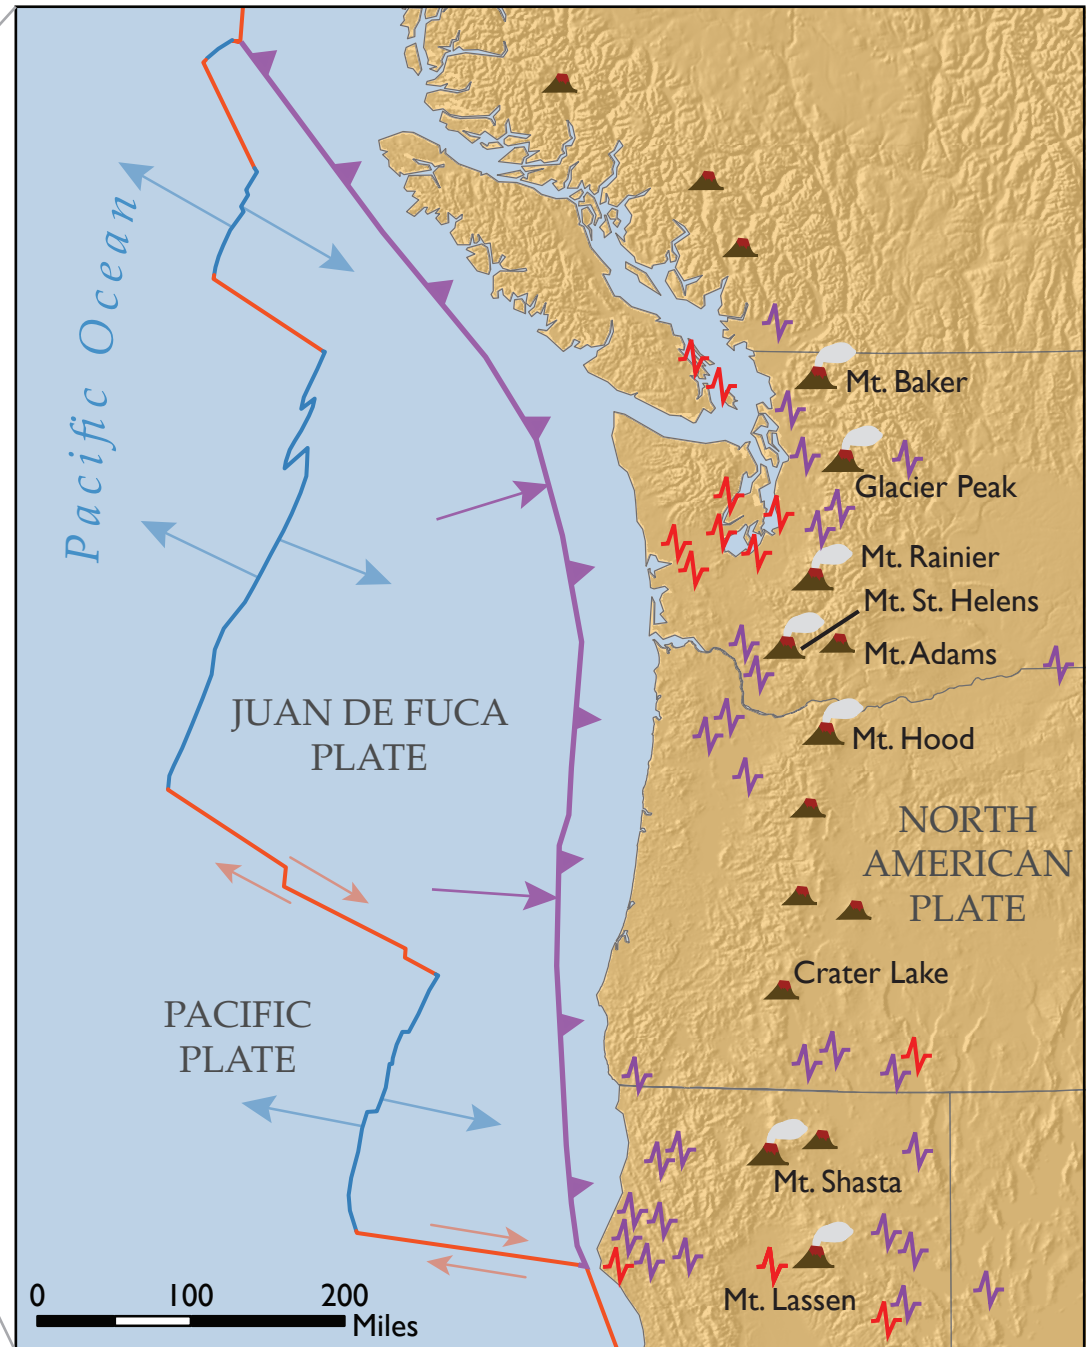 Pacific Ocean
Mt. Baker
Glacier Peak
Mt. Rainier
Mt. St. Helens
Mt. Adams
JUAN DE FUCA
PLATE
Mt. Hood
NORTH
AMERICAN
PLATE
Crater Lake
PACIFIC
PLATE
Mt. Shasta
Mt. Lassen
0 100 200
Miles